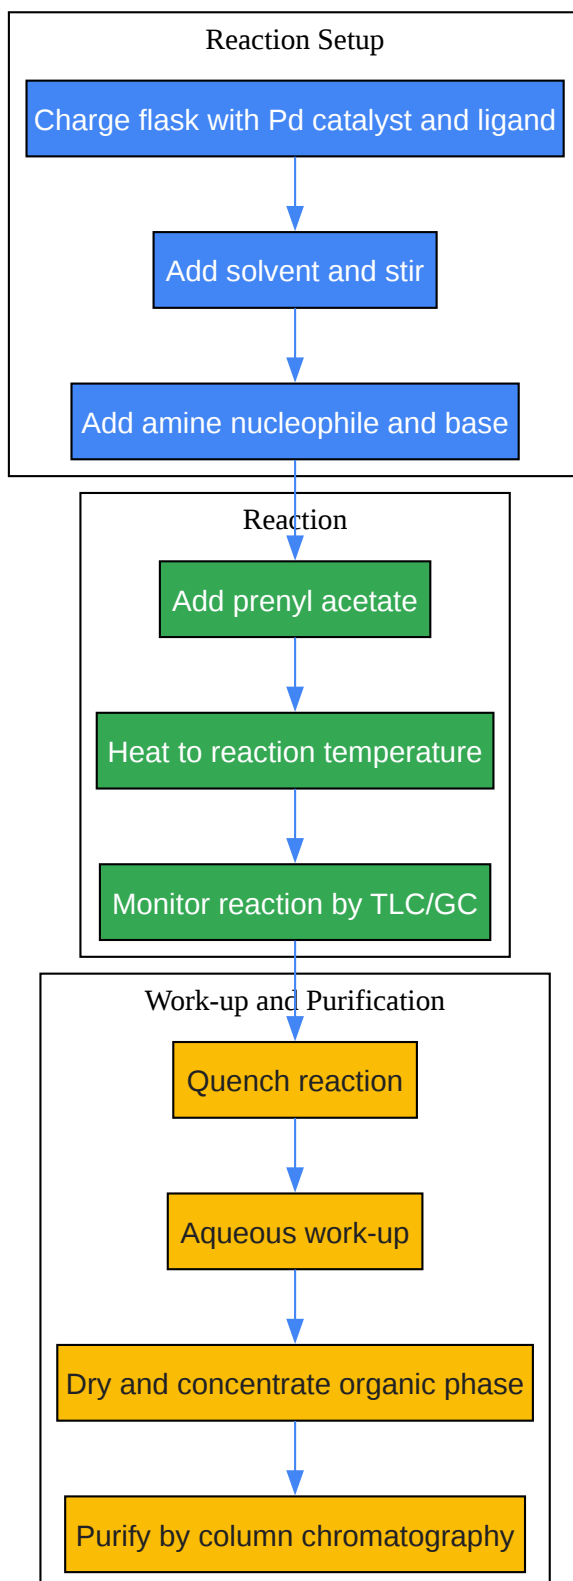 Reaction Setup
Charge flask with Pd catalyst and ligand
Add solvent and stir
Add amine nucleophile and base
Reaction
Add prenyl acetate
Heat to reaction temperature
Monitor reaction by TLC/GC
Work-up and Purification
Quench reaction
Aqueous work-up
Dry and concentrate organic phase
Purify by column chromatography